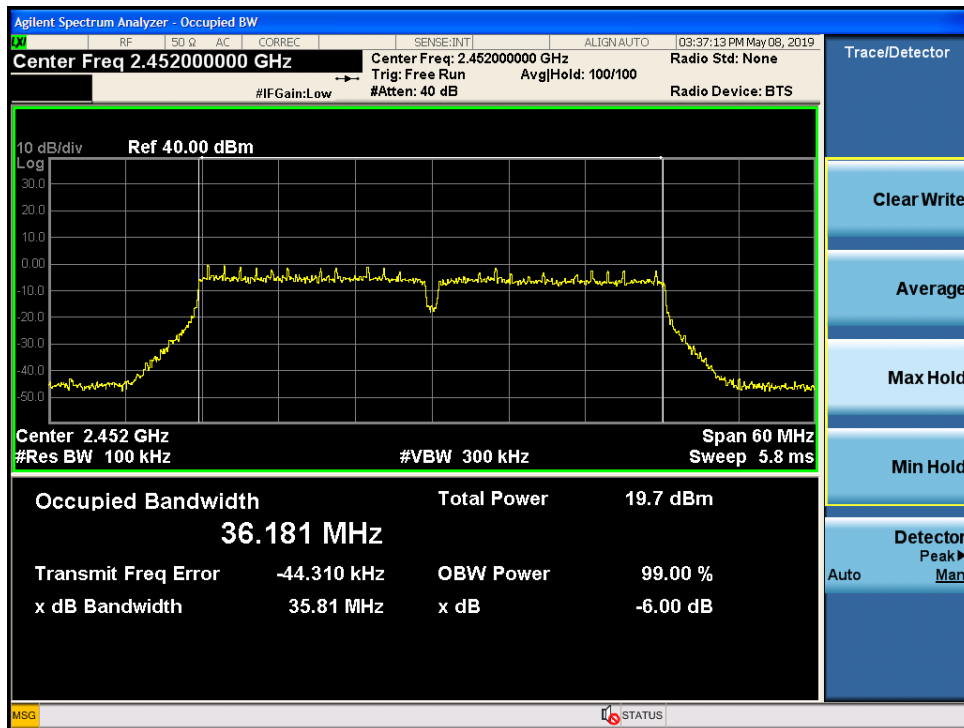 Agilent Spectrum Analyzer - Occupied BW
LXI RF 50 Ω AC CORREC SENSE:INT ALIGN AUTO 03:37:13 PM May 08, 2019
Center Freq 2.452000000 GHz
Center Freq: 2.452000000 GHz
Radio Std: None
Trig: Free Run Avg|Hold: 100/100
#IFGain:Low
#Atten: 40 dB
Radio Device: BTS
10 dB/div Ref 40.00 dBm
Log
30.0
20.0
10.0
0.00
-10.0
-20.0
-30.0
-40.0
-50.0
Center 2.452 GHz Span 60 MHz
#Res BW 100 kHz #VBW 300 kHz Sweep 5.8 ms
Occupied Bandwidth Total Power 19.7 dBm
36.181 MHz
Transmit Freq Error -44.310 kHz OBW Power 99.00 %
x dB Bandwidth 35.81 MHz x dB -6.00 dB
Trace/Detector
Clear Write
Average
Max Hold
Min Hold
Detector
Peak▶
Auto Man
MSG STATUS